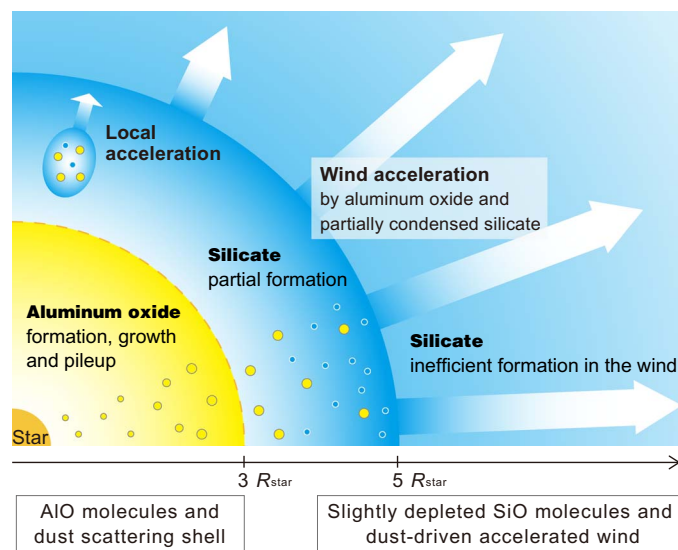 Local
acceleration
Wind acceleration
by aluminum oxide and
partially condensed silicate
Silicate
partial formation
Aluminum oxide
formation, growth
and pileup
Silicate
inefficient formation in the wind
Star
3 Rstar
5 Rstar
AlO molecules and
dust scattering shell
Slightly depleted SiO molecules and
dust-driven accelerated wind